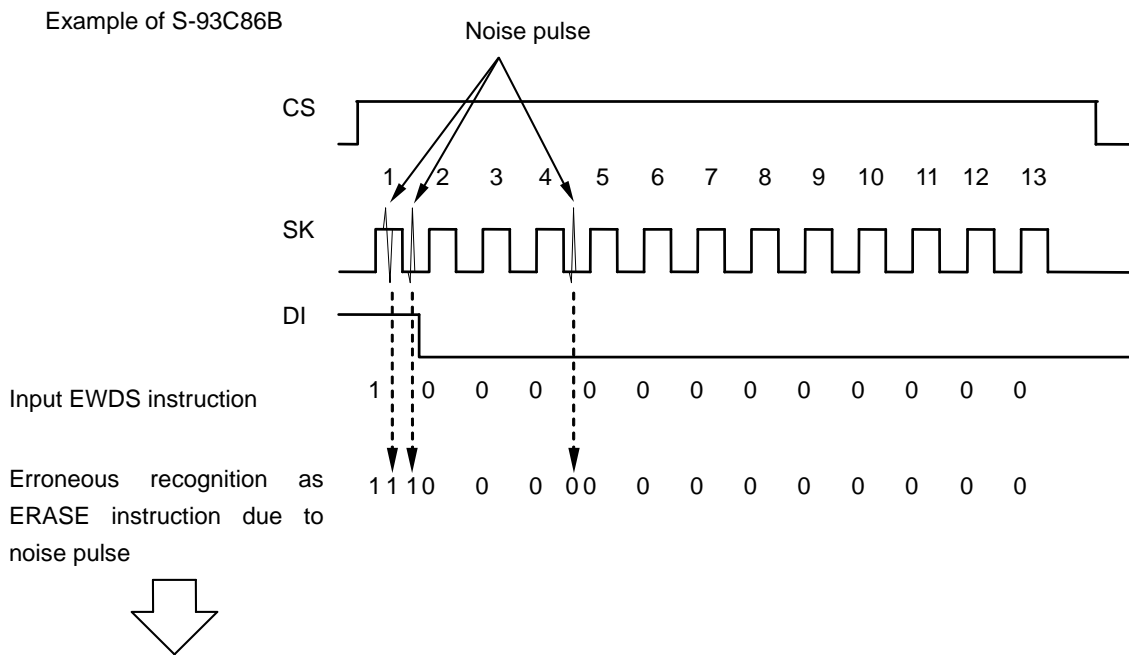 Example of S-93C86B
Noise pulse
CS
1 2 3 4 5 6 7 8 9 10 11 12 13
SK
DI
Input EWDS instruction
1 0 0 0 0 0 0 0 0 0 0 0 0
Erroneous recognition as
ERASE instruction due to
noise pulse
1 1 1 0 0 0 0 0 0 0 0 0 0 0 0 0